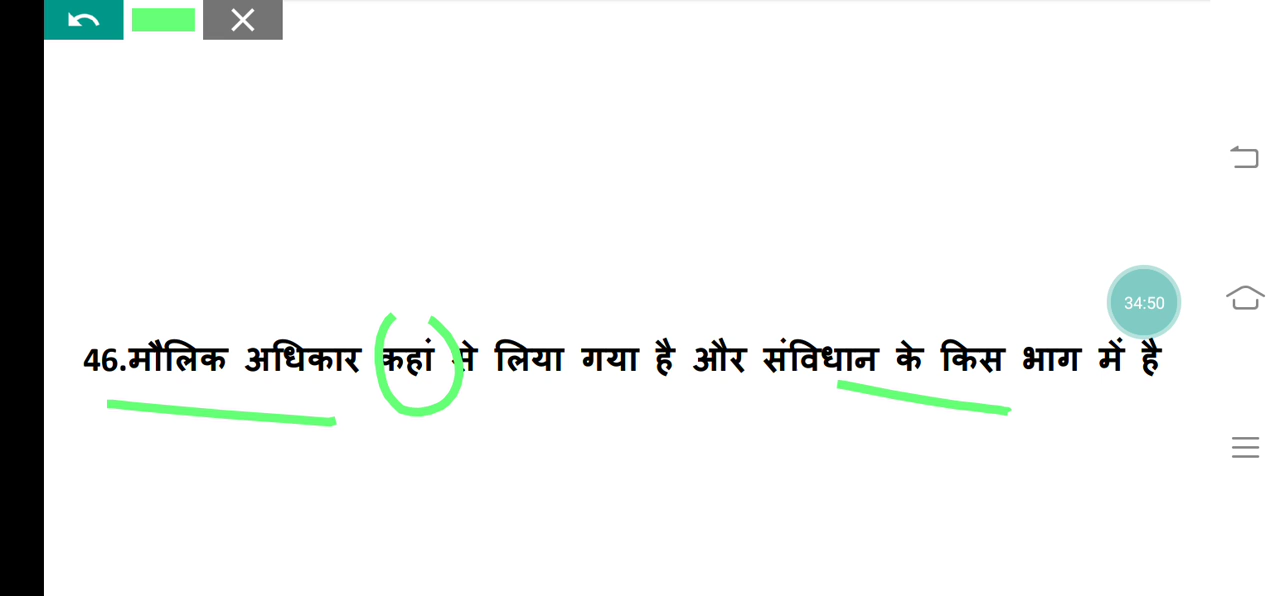 34:50
46.मौलिक अधिकार कहां से लिया गया है और संविधान के किस भाग में है